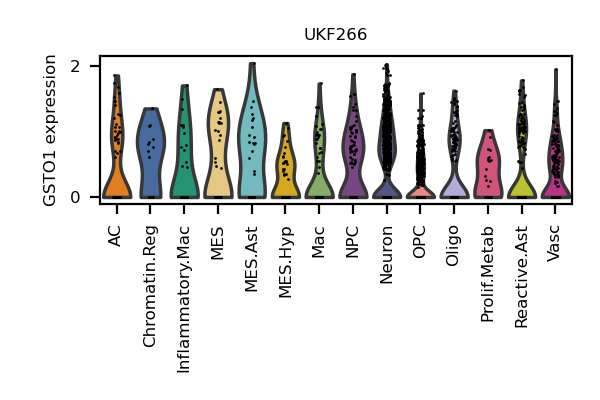 UKF266
GSTO1 expression
2
0
AC
Chromatin.Reg
Inflammatory.Mac
MES
MES.Ast
MES.Hyp
Mac
NPC
Neuron
OPC
Oligo
Prolif.Metab
Reactive.Ast
Vasc